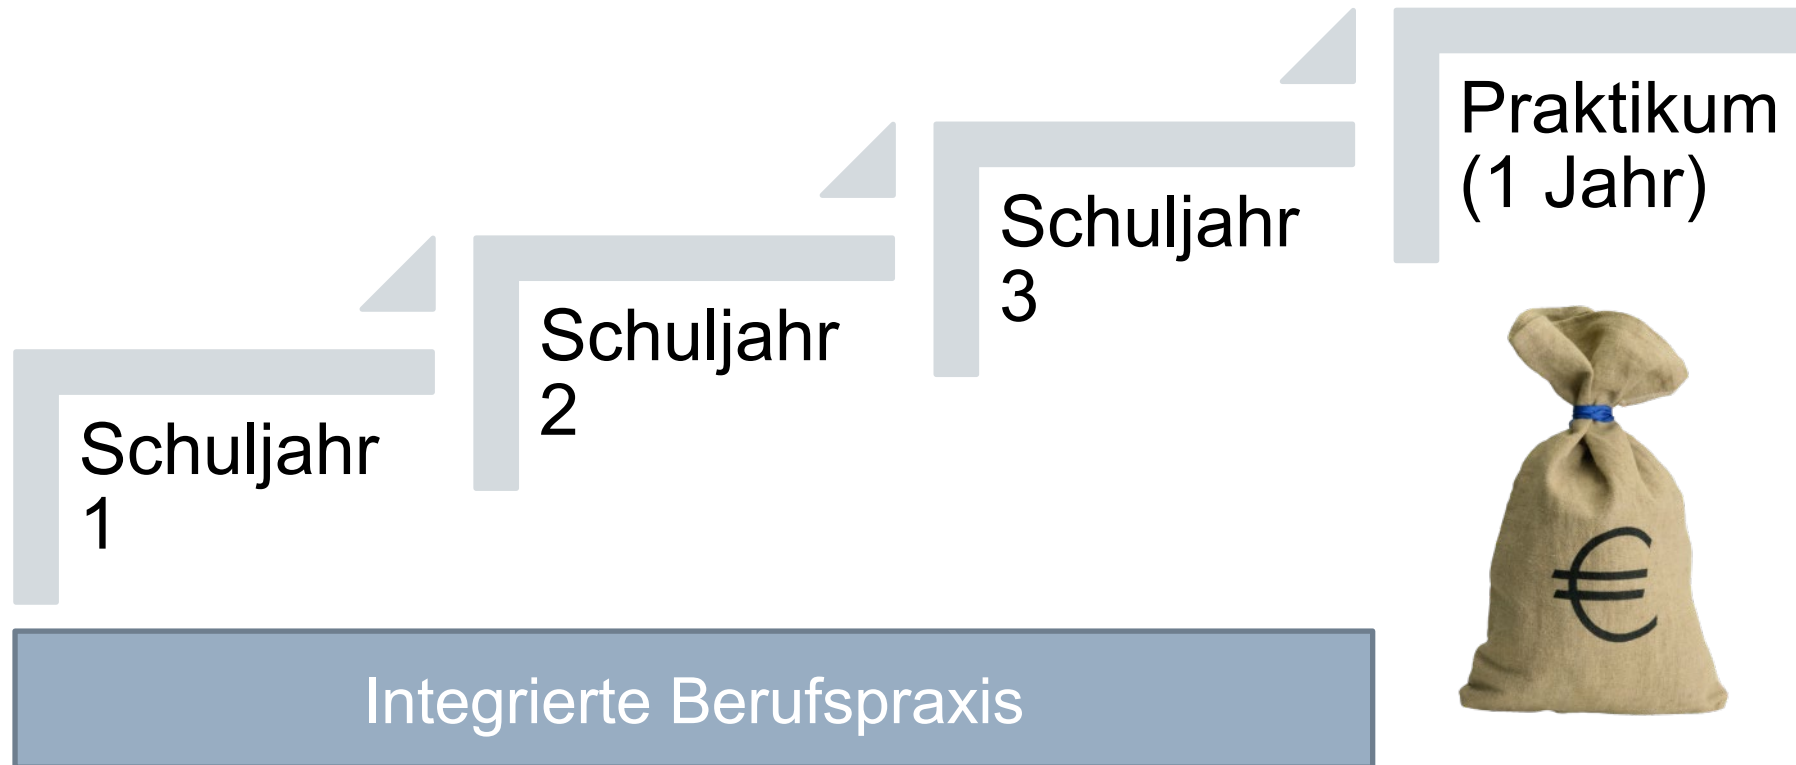 Schuljahr
1
Schuljahr
2
Schuljahr
3
Praktikum
(1 Jahr)
€
Integrierte Berufspraxis